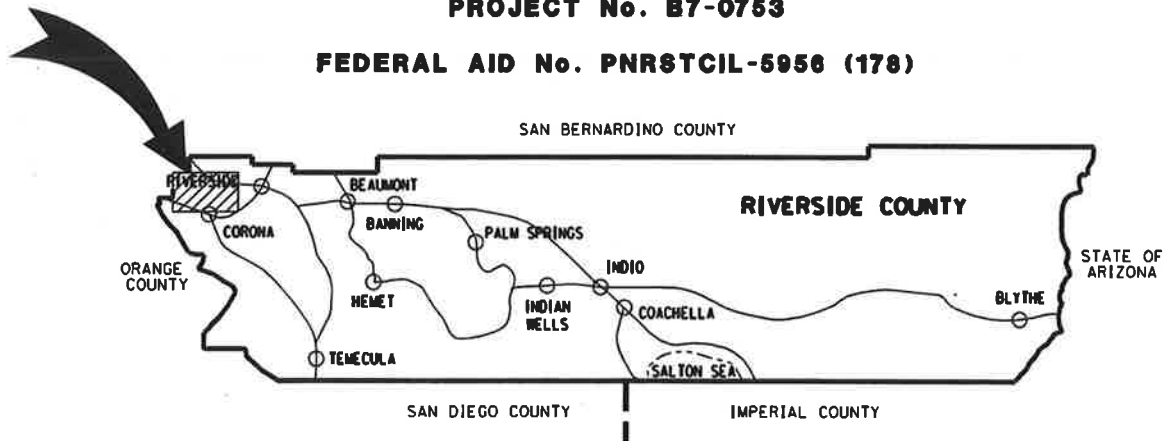 PROJECT No. B7-0753
FEDERAL AID No. PNRSTCIL-5956 (178)
SAN BERNARDINO COUNTY
RIVERSIDE
BEAUMONT
BANNING
RIVERSIDE COUNTY
CORONA
PALM SPRINGS
ORANGE
COUNTY
HEMET
INDIAN
WELLS
INDIO
COACHELLA
BLYTHE
STATE OF
ARIZONA
TEMECULA
SALTON SEA
SAN DIEGO COUNTY
IMPERIAL COUNTY